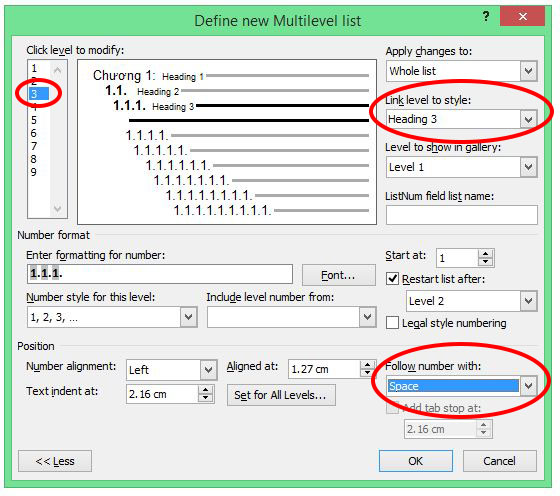 Define new Multilevel list
? ×
Click level to modify:
1
2
3
4
5
6
7
8
9
Chương 1: Heading 1
1.1. Heading 2
1.1.1. Heading 3
1.1.1.1.
1.1.1.1.1.
1.1.1.1.1.1.
1.1.1.1.1.1.1.
1.1.1.1.1.1.1.1.
1.1.1.1.1.1.1.1.1.
Apply changes to:
Whole list
Link level to style:
Heading 3
Level to show in gallery:
Level 1
ListNum field list name:
Number format
Enter formatting for number:
1.1.1.
Font...
Number style for this level:
1, 2, 3, ...
Include level number from:
Start at: 1
Restart list after:
Level 2
Legal style numbering
Position
Number alignment: Left
Aligned at: 1.27 cm
Text indent at: 2.16 cm
Set for All Levels...
Follow number with:
Space
Add tab stop at:
2.16 cm
<< Less
OK
Cancel